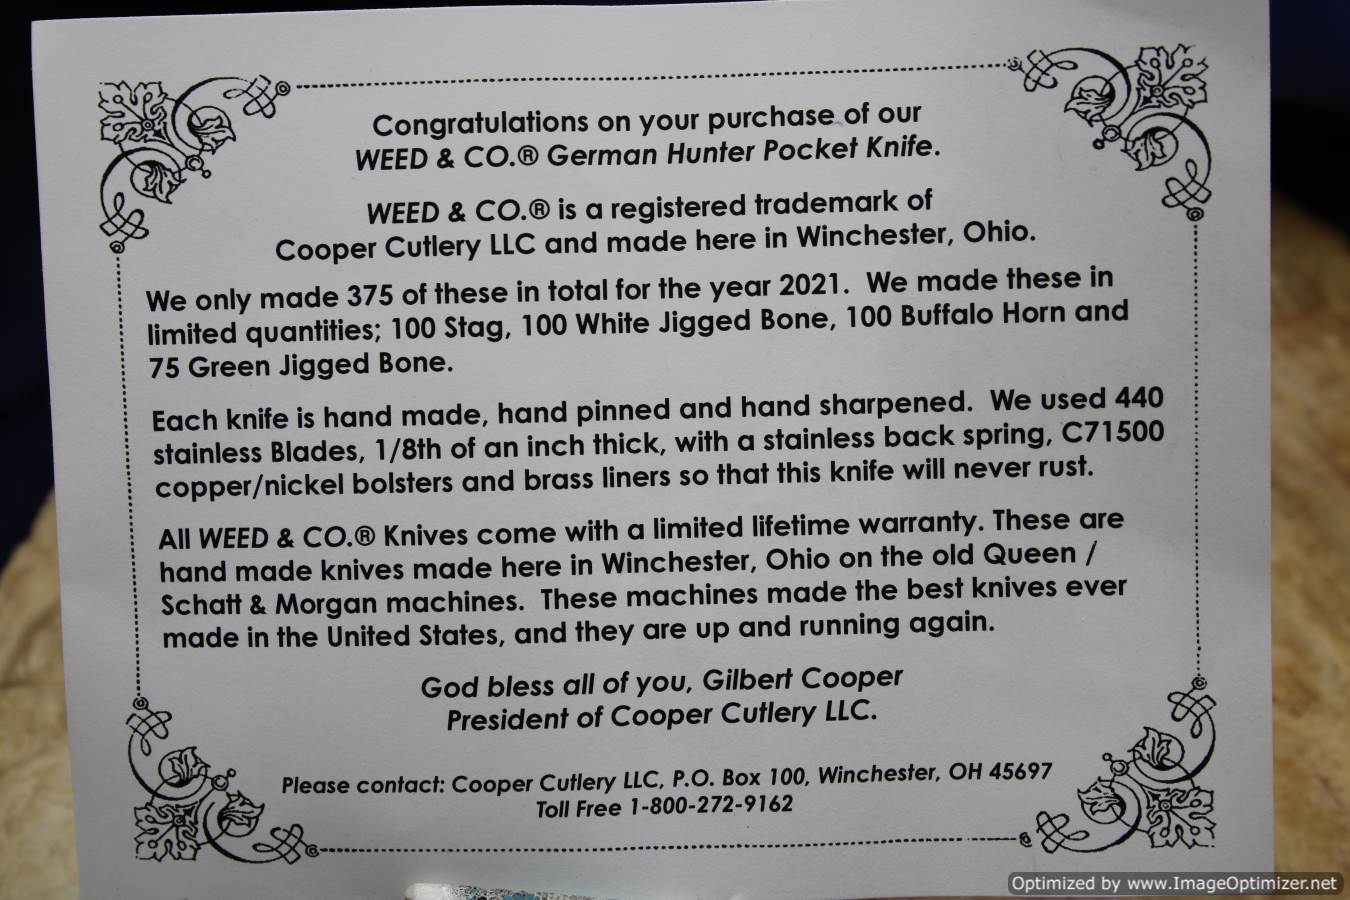 Congratulations on your purchase of our
WEED & CO.® German Hunter Pocket Knife.
WEED & CO.® is a registered trademark of
Cooper Cutlery LLC and made here in Winchester, Ohio.
We only made 375 of these in total for the year 2021. We made these in
limited quantities; 100 Stag, 100 White Jigged Bone, 100 Buffalo Horn and
75 Green Jigged Bone.
Each knife is hand made, hand pinned and hand sharpened. We used 440
stainless Blades, 1/8th of an inch thick, with a stainless back spring, C71500
copper/nickel bolsters and brass liners so that this knife will never rust.
All WEED & CO.® Knives come with a limited lifetime warranty. These are
hand made knives made here in Winchester, Ohio on the old Queen /
Schatt & Morgan machines. These machines made the best knives ever
made in the United States, and they are up and running again.
God bless all of you, Gilbert Cooper
President of Cooper Cutlery LLC.
Please contact: Cooper Cutlery LLC, P.O. Box 100, Winchester, OH 45697
Toll Free 1-800-272-9162
Optimized by www.ImageOptimizer.net